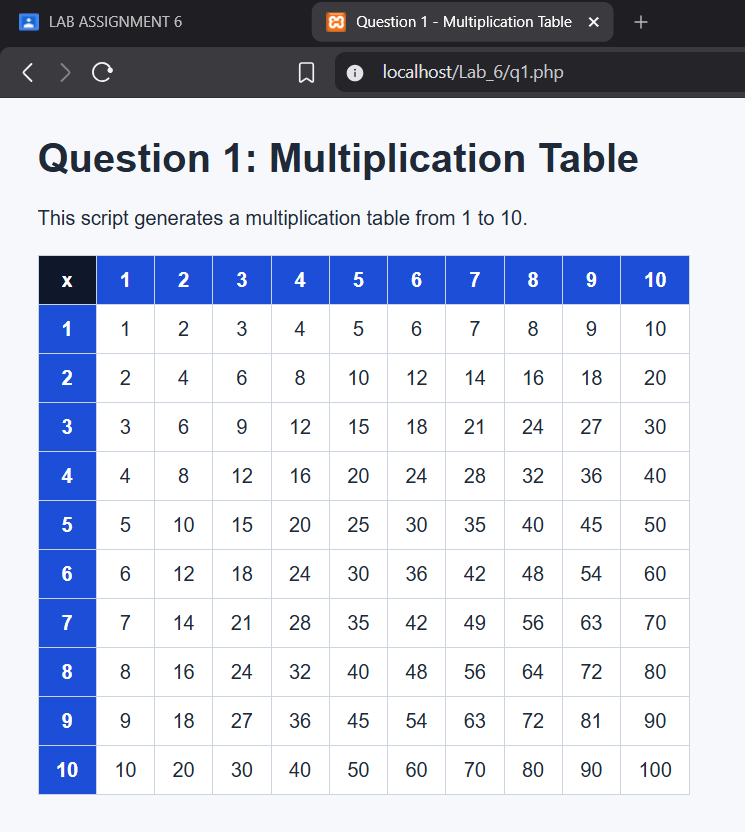 LAB ASSIGNMENT 6
Question 1 - Multiplication Table
localhost/Lab_6/q1.php
Question 1: Multiplication Table
This script generates a multiplication table from 1 to 10.
x 1 2 3 4 5 6 7 8 9 10
1 1 2 3 4 5 6 7 8 9 10
2 2 4 6 8 10 12 14 16 18 20
3 3 6 9 12 15 18 21 24 27 30
4 4 8 12 16 20 24 28 32 36 40
5 5 10 15 20 25 30 35 40 45 50
6 6 12 18 24 30 36 42 48 54 60
7 7 14 21 28 35 42 49 56 63 70
8 8 16 24 32 40 48 56 64 72 80
9 9 18 27 36 45 54 63 72 81 90
10 10 20 30 40 50 60 70 80 90 100